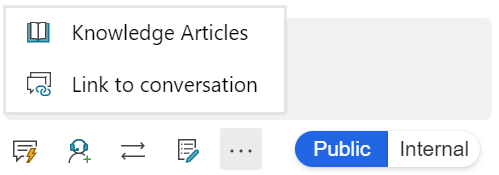 Knowledge Articles
Link to conversation
Public Internal